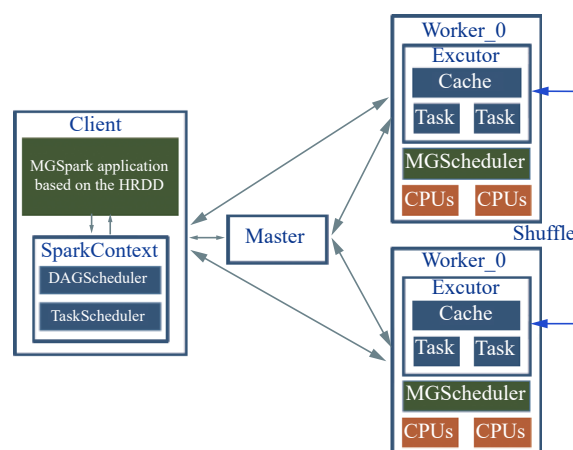 Client
MGSpark application
based on the HRDD
SparkContext
DAGScheduler
TaskScheduler
Master
Worker_0
Excutor
Cache
Task Task
MGScheduler
CPUs CPUs
Shuffle
Worker_0
Excutor
Cache
Task Task
MGScheduler
CPUs CPUs